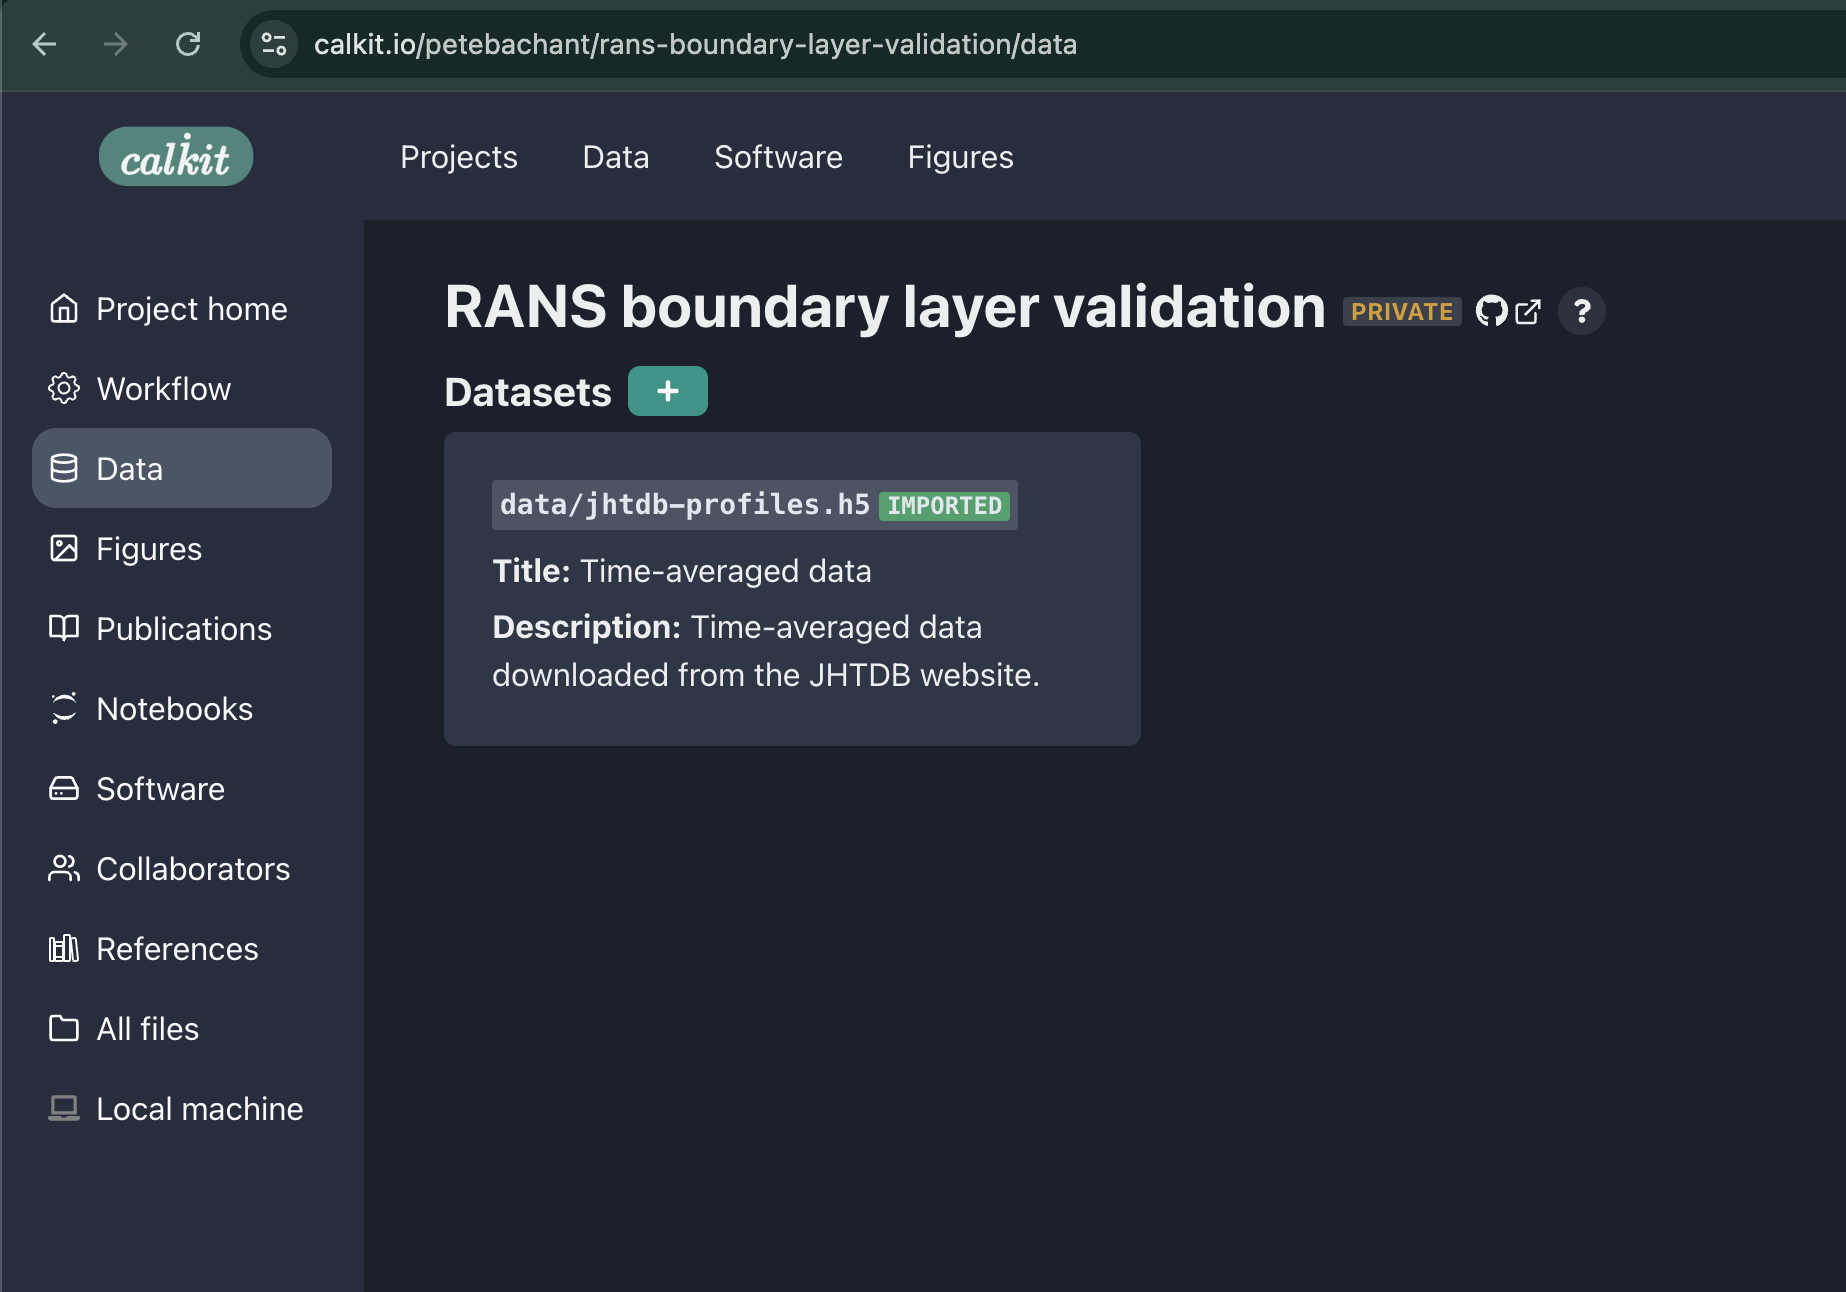 calkit.io/petebachant/rans-boundary-layer-validation/data
calkit
Projects
Data
Software
Figures
Project home
Workflow
Data
Figures
Publications
Notebooks
Software
Collaborators
References
All files
Local machine
RANS boundary layer validation PRIVATE ?
Datasets +
data/jhtdb-profiles.h5 IMPORTED
Title: Time-averaged data
Description: Time-averaged data
downloaded from the JHTDB website.